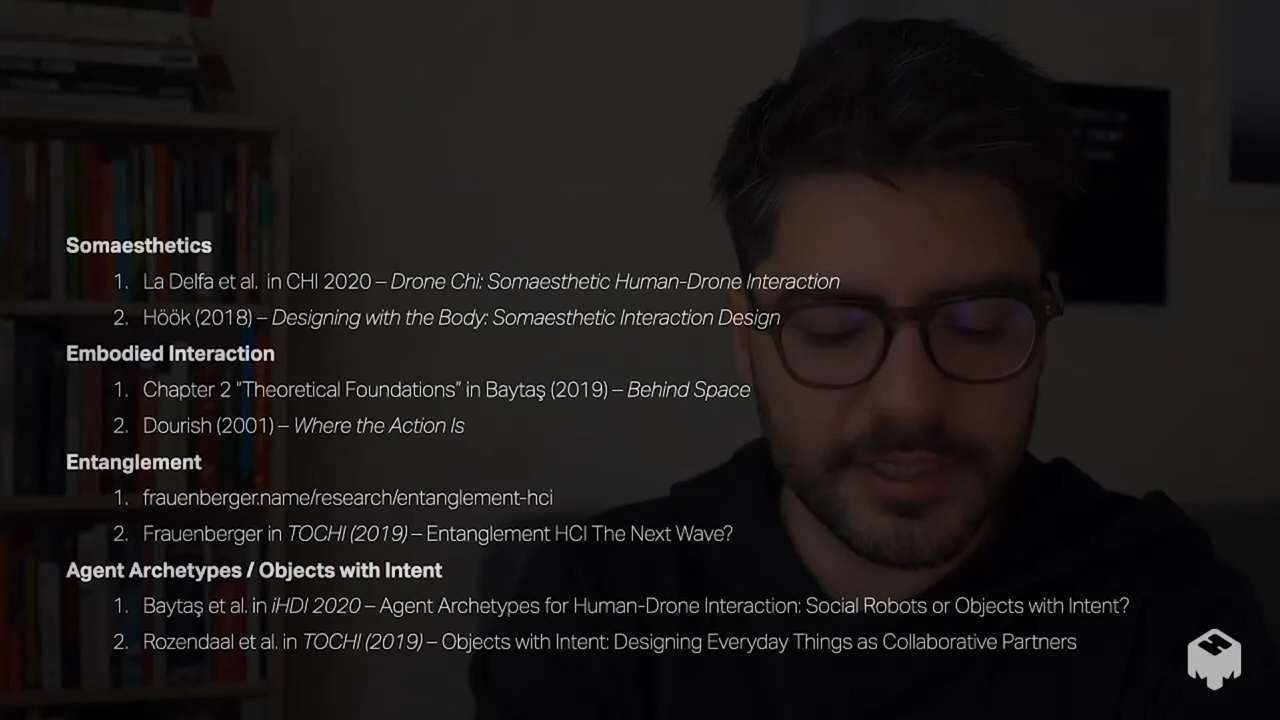 Somaesthetics
1. La Delfa et al. in CHI 2020 – Drone Chi: Somaesthetic Human-Drone Interaction
2. Höök (2018) – Designing with the Body: Somaesthetic Interaction Design
Embodied Interaction
1. Chapter 2 "Theoretical Foundations" in Baytaş (2019) – Behind Space
2. Dourish (2001) – Where the Action Is
Entanglement
1. frauenberger.name/research/entanglement-hci
2. Frauenberger in TOCHI (2019) – Entanglement HCI The Next Wave?
Agent Archetypes / Objects with Intent
1. Baytaş et al. in iHDI 2020 – Agent Archetypes for Human-Drone Interaction: Social Robots or Objects with Intent?
2. Rozendaal et al. in TOCHI (2019) – Objects with Intent: Designing Everyday Things as Collaborative Partners